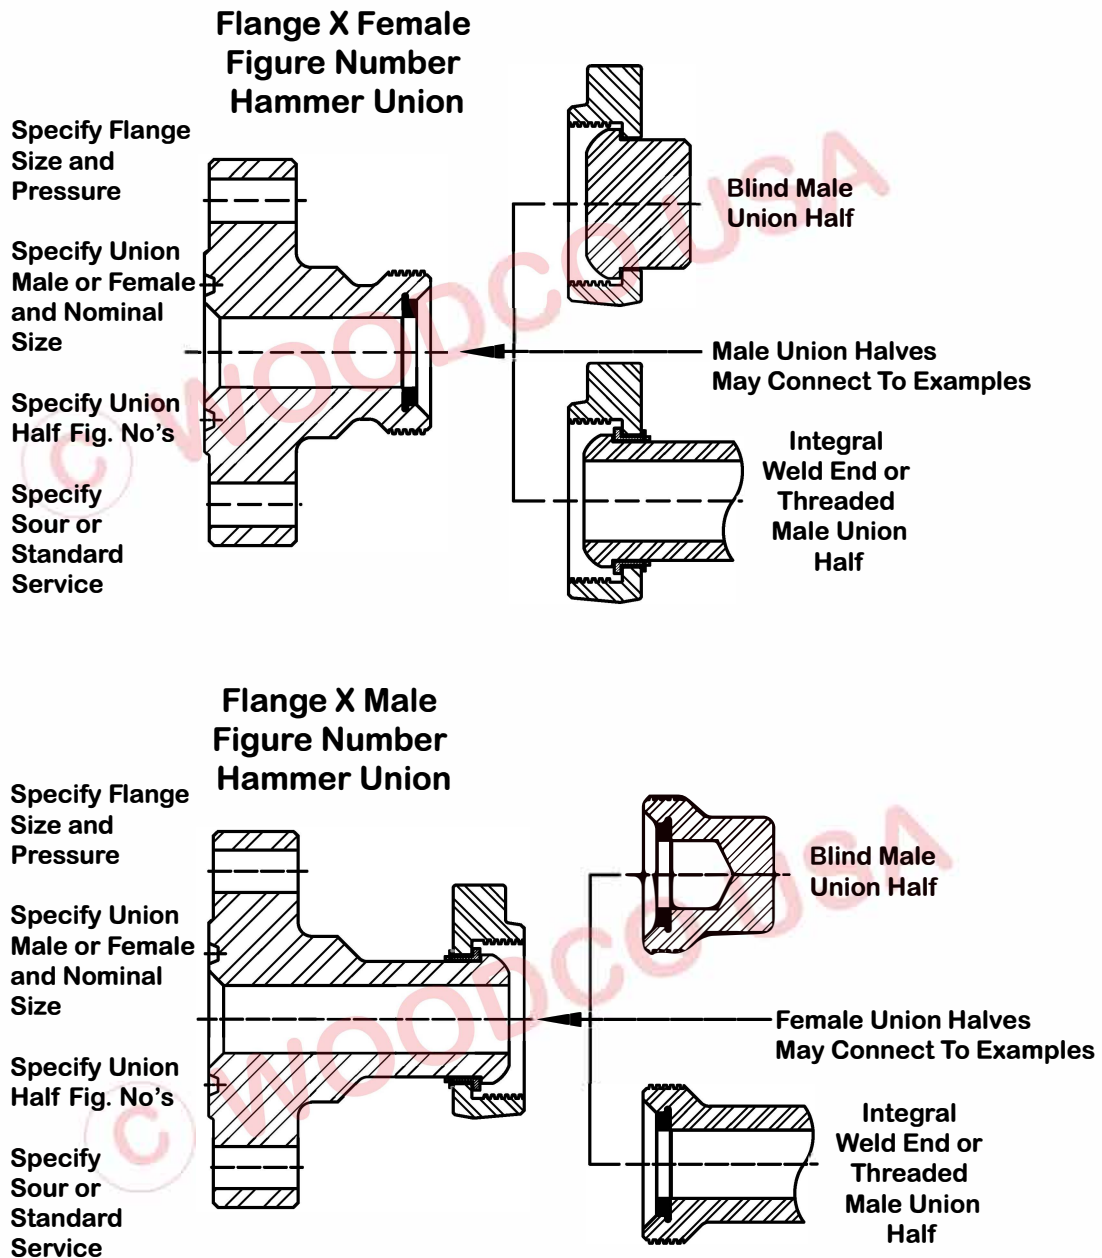 Flange X Female
Figure Number
Hammer Union
Specify Flange
Size and
Pressure
Specify Union
Male or Female
and Nominal
Size
Specify Union
Half Fig. No's
Specify
Sour or
Standard
Service
Blind Male
Union Half
Male Union Halves
May Connect To Examples
Integral
Weld End or
Threaded
Male Union
Half
© WOODCO USA
Flange X Male
Figure Number
Hammer Union
Specify Flange
Size and
Pressure
Specify Union
Male or Female
and Nominal
Size
Specify Union
Half Fig. No's
Specify
Sour or
Standard
Service
Blind Male
Union Half
Female Union Halves
May Connect To Examples
Integral
Weld End or
Threaded
Male Union
Half
© WOODCO USA